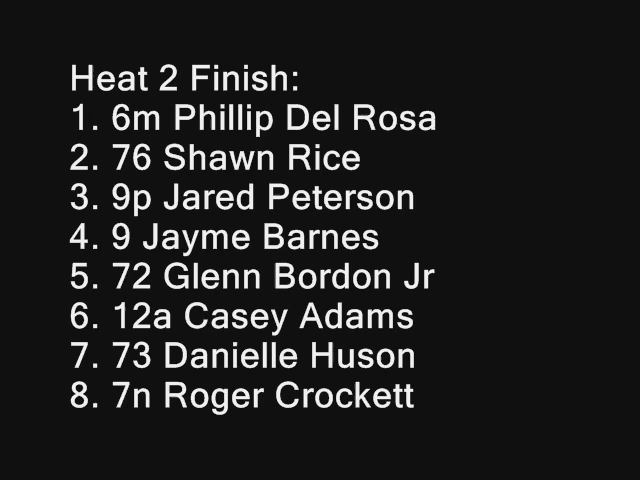 Heat 2 Finish:
1. 6m Phillip Del Rosa
2. 76 Shawn Rice
3. 9p Jared Peterson
4. 9 Jayme Barnes
5. 72 Glenn Bordon Jr
6. 12a Casey Adams
7. 73 Danielle Huson
8. 7n Roger Crockett